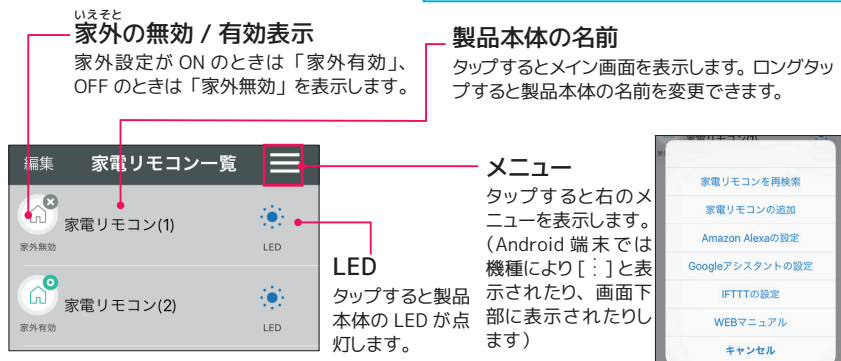 いえそと
家外の無効 / 有効表示
家外設定が ON のときは「家外有効」、
OFF のときは「家外無効」を表示します。
製品本体の名前
タップするとメイン画面を表示します。ロングタッ
プすると製品本体の名前を変更できます。
編集
家電リモコン一覧
家電リモコン(1)
家外無効
LED
家電リモコン(2)
家外有効
LED
LED
タップすると製品
本体の LED が点
灯します。
メニュー
タップすると右のメ
ニューを表示します。
(Android 端末では
機種により [ ⋮ ] と表
示されたり、画面下
部に表示されたりし
ます)
家電リモコンを再検索
家電リモコンの追加
Amazon Alexaの設定
Googleアシスタントの設定
IFTTTの設定
WEBマニュアル
キャンセル